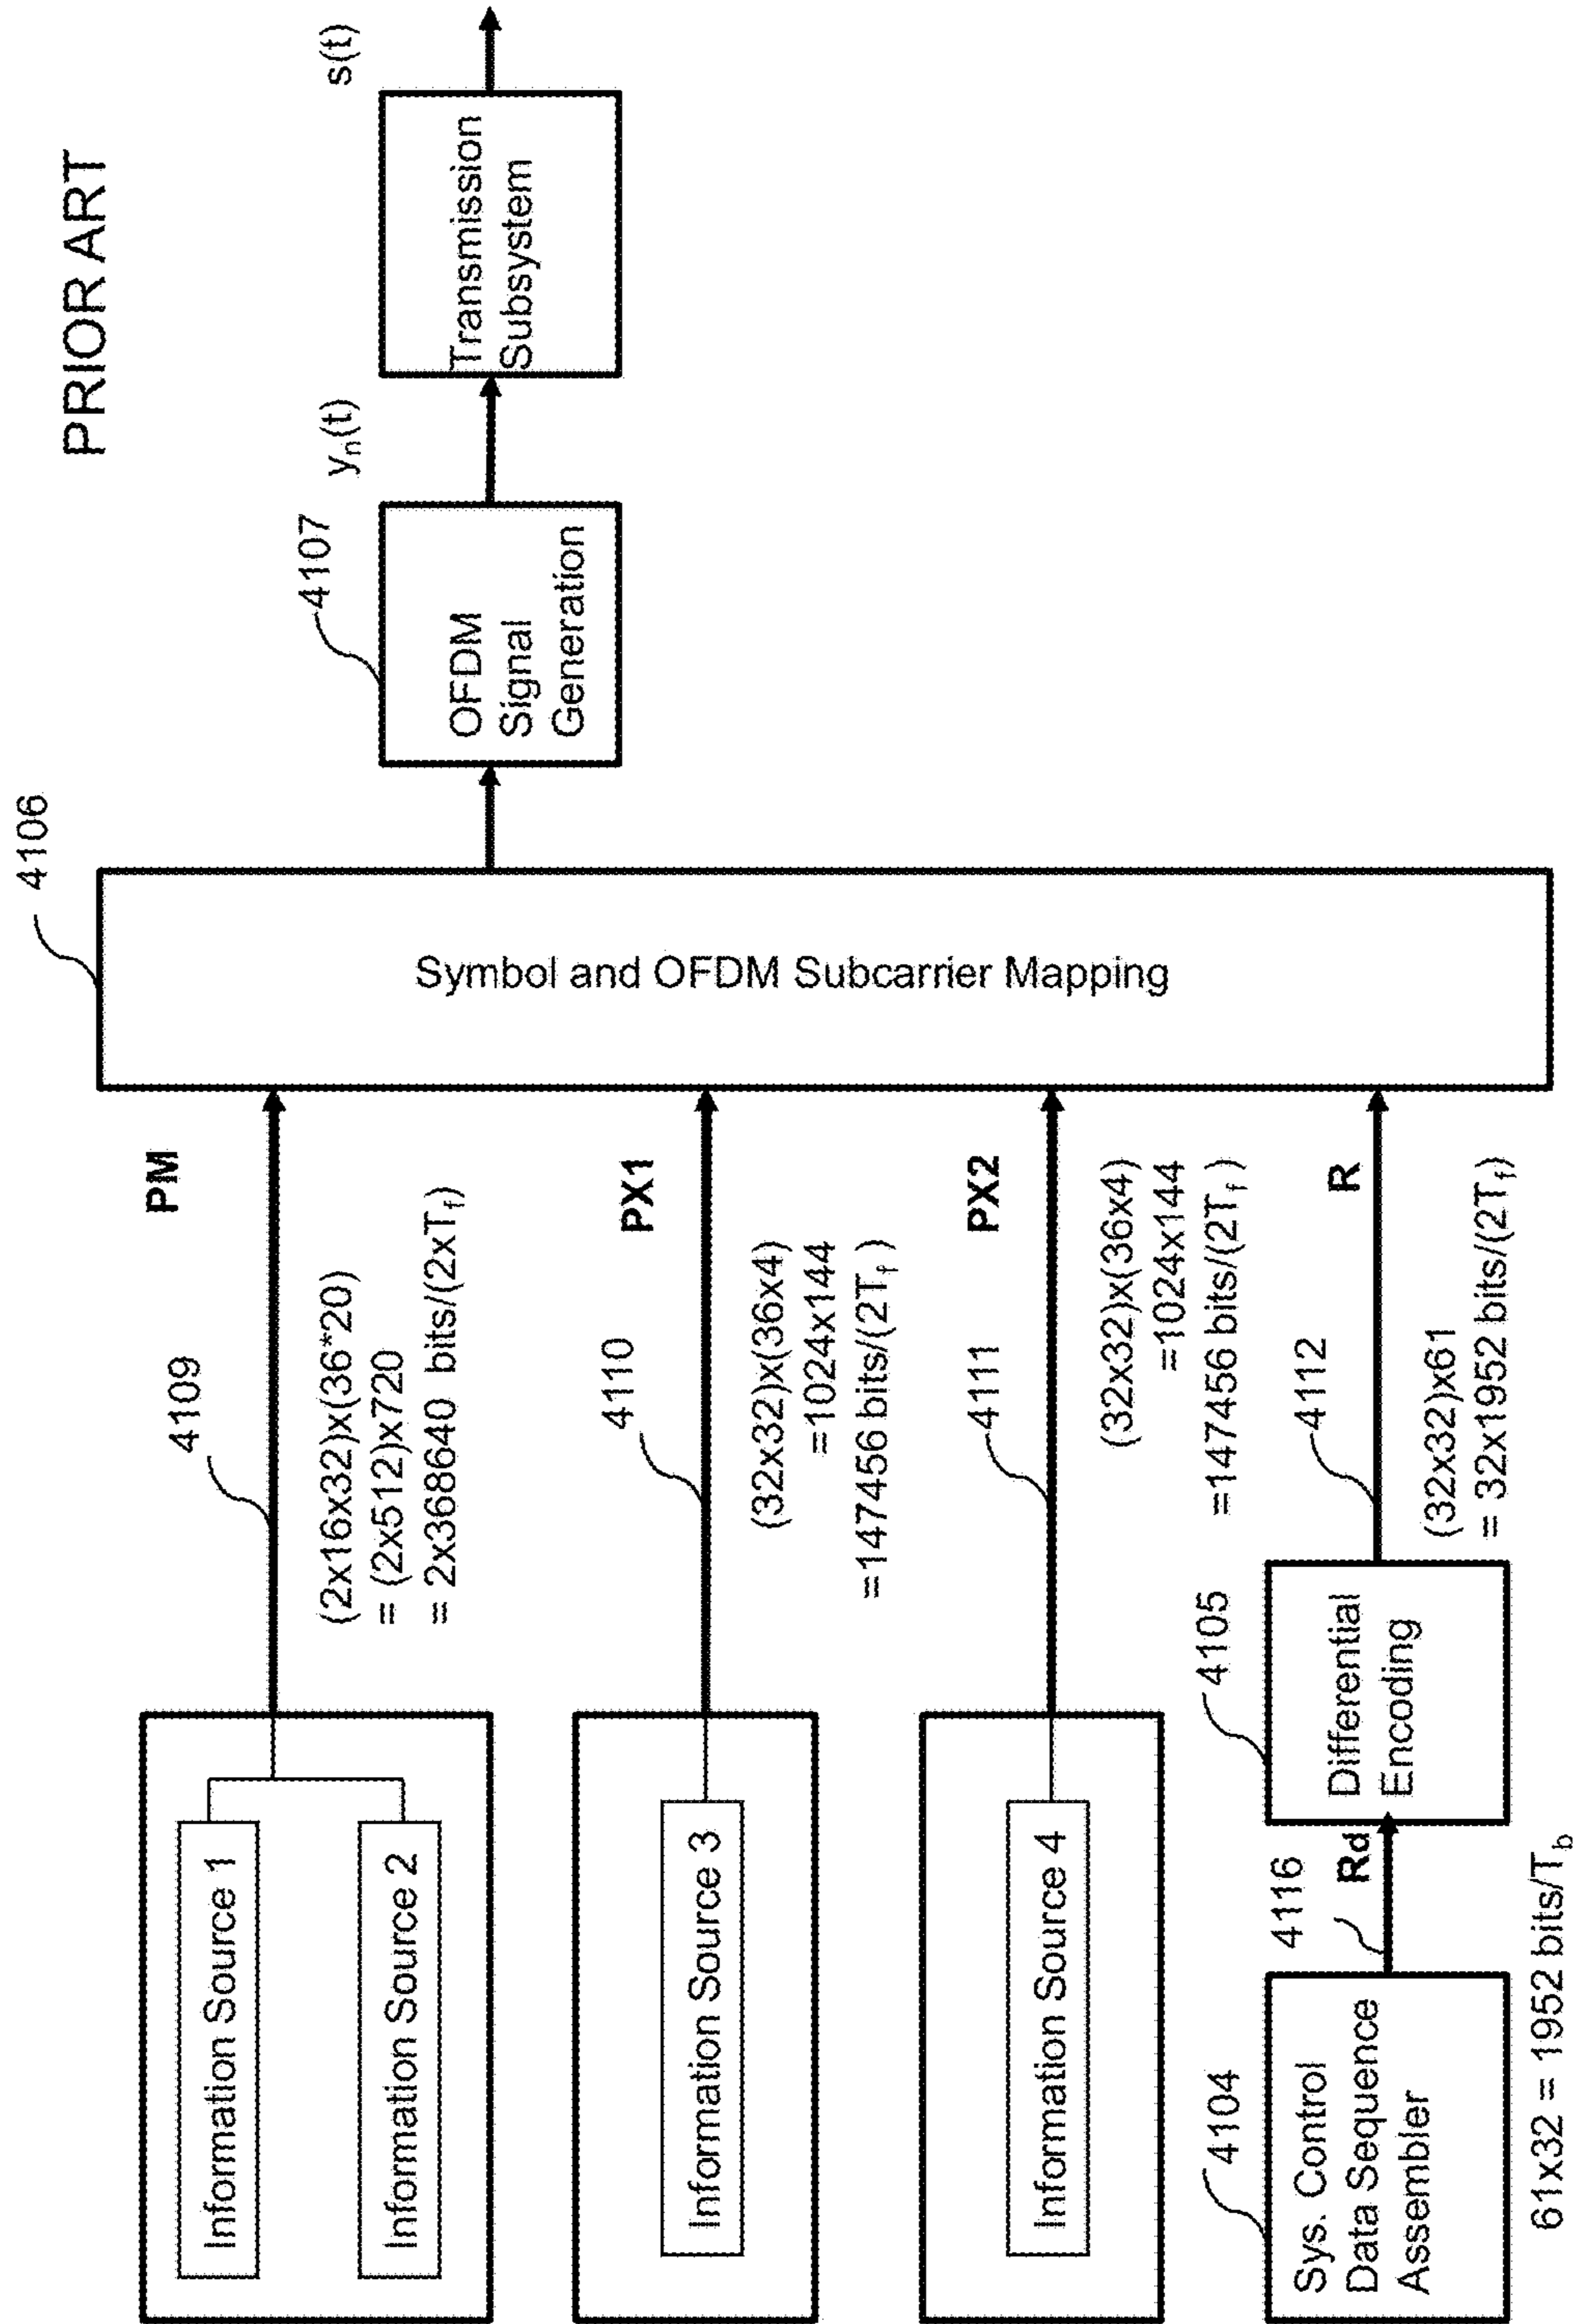 PRIOR ART
Information Source 1
Information Source 2
4109
PM
(2x16x32)x(36*20)
= (2x512)x720
= 2x368640 bits/(2xTf)
Information Source 3
4110
PX1
(32x32)x(36x4)
=1024x144
=147456 bits/(2Tf )
Information Source 4
4111
PX2
(32x32)x(36x4)
=1024x144
=147456 bits/(2Tf )
4104
Sys. Control
Data Sequence
Assembler
61x32 = 1952 bits/Tb
4116
Rd
4105
Differential
Encoding
4112
R
(32x32)x61
= 32x1952 bits/(2Tf)
4106
Symbol and OFDM Subcarrier Mapping
4107
OFDM
Signal
Generation
yn(t)
Transmission
Subsystem
s(t)